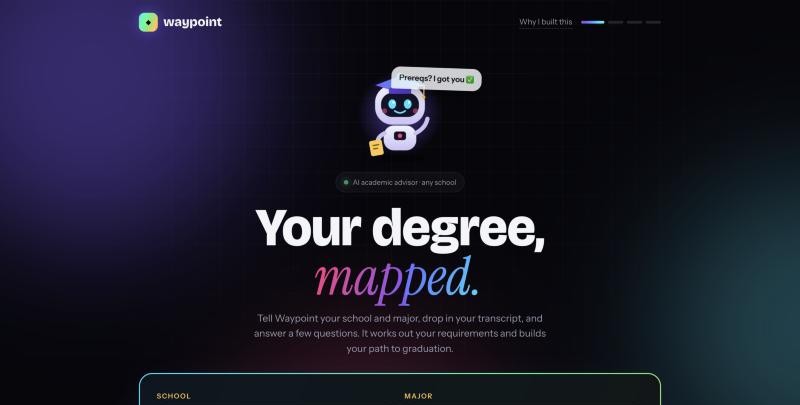 waypoint
Why I built this
Prereqs? I got you ✅
AI academic advisor · any school
Your degree,
mapped.
Tell Waypoint your school and major, drop in your transcript, and
answer a few questions. It works out your requirements and builds
your path to graduation.
SCHOOL
MAJOR